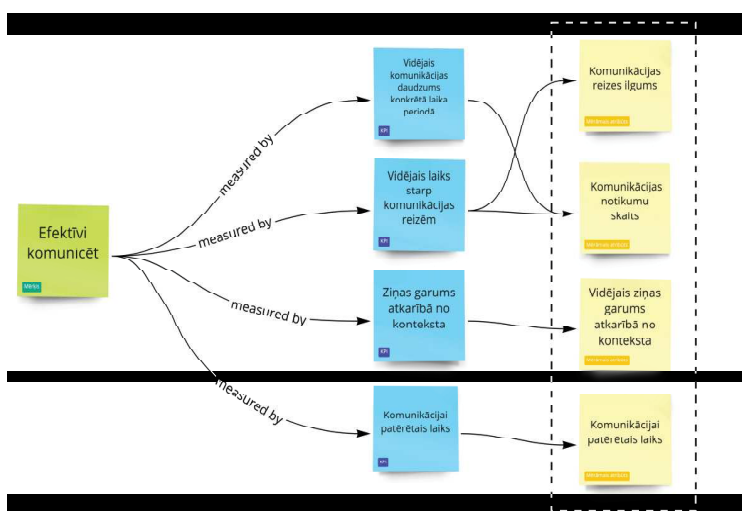 Efektīvi
komunicēt
Mērķis
measured by
measured by
measured by
measured by
Vidējais
komunikācijas
daudzums
konkrētā laika
periodā
KPI
Vidējais laiks
starp
komunikācijas
reizēm
KPI
Ziņas garums
atkarībā no
konteksta
KPI
Komunikācijai
patērētais laiks
KPI
Komunikācijas
reizes ilgums
Komunikācijas
notikumu
skaits
Vidējais ziņas
garums
atkarībā no
konteksta
Komunikācijai
patērētais laiks